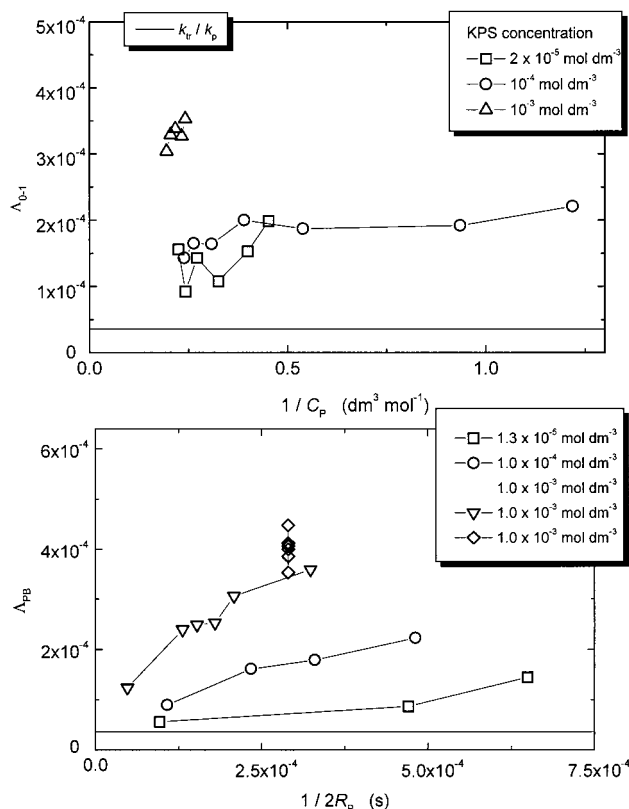 5x10⁻⁴
4x10⁻⁴
3x10⁻⁴
2x10⁻⁴
1x10⁻⁴
0
Λ₀₋₁
k_tr / k_p
KPS concentration
2 x 10⁻⁵ mol dm⁻³
10⁻⁴ mol dm⁻³
10⁻³ mol dm⁻³
0.0 0.5 1.0
1 / C_P (dm³ mol⁻¹)
6x10⁻⁴
4x10⁻⁴
2x10⁻⁴
0
Λ_PB
1.3 x 10⁻⁵ mol dm⁻³
1.0 x 10⁻⁴ mol dm⁻³
1.0 x 10⁻³ mol dm⁻³
1.0 x 10⁻³ mol dm⁻³
1.0 x 10⁻³ mol dm⁻³
0.0 2.5x10⁻⁴ 5.0x10⁻⁴ 7.5x10⁻⁴
1 / 2R_P (s)